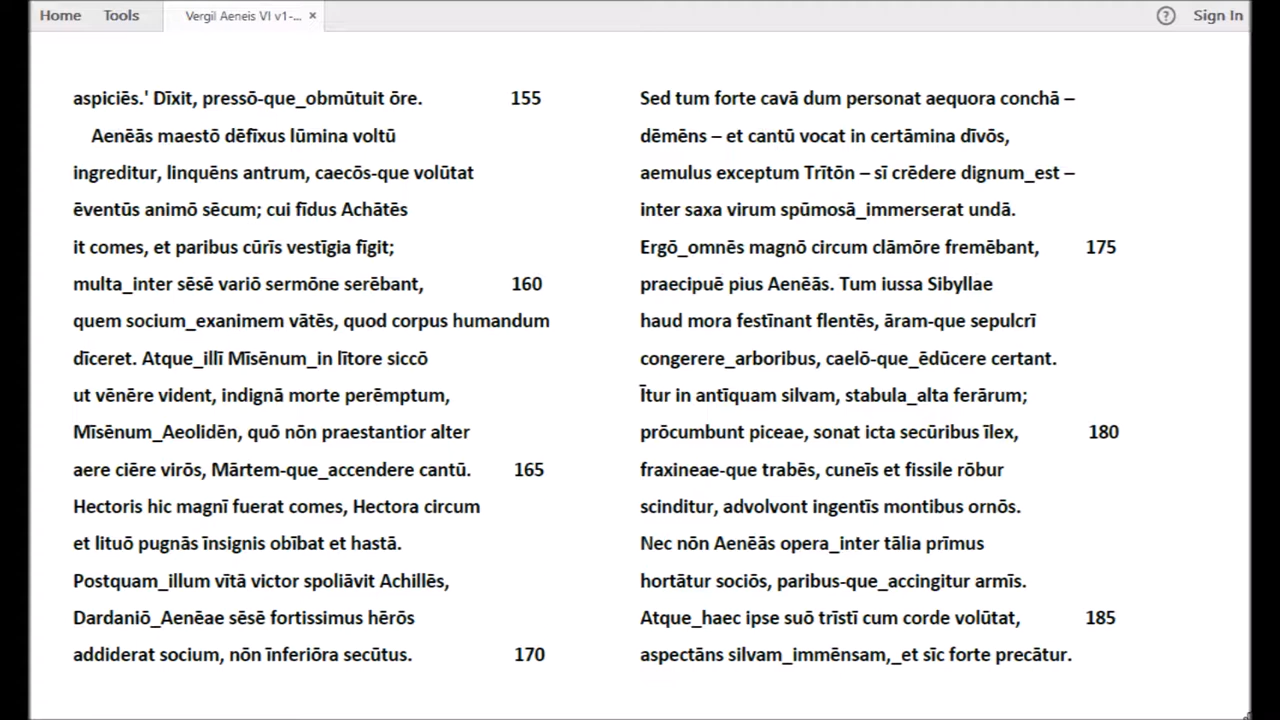 Home Tools Vergil Aeneis VI v1-... × ? Sign In
aspiciēs.' Dīxit, pressō-que_obmūtuit ōre. 155
Aenēās maestō dēfīxus lūmina voltū
ingreditur, linquēns antrum, caecōs-que volūtat
ēventūs animō sēcum; cui fīdus Achātēs
it comes, et paribus cūrīs vestīgia fīgit;
multa_inter sēsē variō sermōne serēbant, 160
quem socium_exanimem vātēs, quod corpus humandum
dīceret. Atque_illī Mīsēnum_in lītore siccō
ut vēnēre vident, indignā morte perēmptum,
Mīsēnum_Aeolidēn, quō nōn praestantior alter
aere ciēre virōs, Mārtem-que_accendere cantū. 165
Hectoris hic magnī fuerat comes, Hectora circum
et lituō pugnās īnsignis obībat et hastā.
Postquam_illum vītā victor spoliāvit Achillēs,
Dardaniō_Aenēae sēsē fortissimus hērōs
addiderat socium, nōn īnferiōra secūtus. 170
Sed tum forte cavā dum personat aequora conchā –
dēmēns – et cantū vocat in certāmina dīvōs,
aemulus exceptum Trītōn – sī crēdere dignum_est –
inter saxa virum spūmosā_immerserat undā.
Ergō_omnēs magnō circum clāmōre fremēbant, 175
praecipuē pius Aenēās. Tum iussa Sibyllae
haud mora festīnant flentēs, āram-que sepulcrī
congerere_arboribus, caelō-que_ēdūcere certant.
Ītur in antīquam silvam, stabula_alta ferārum;
prōcumbunt piceae, sonat icta secūribus īlex, 180
fraxineae-que trabēs, cuneīs et fissile rōbur
scinditur, advolvont ingentīs montibus ornōs.
Nec nōn Aenēās opera_inter tālia prīmus
hortātur sociōs, paribus-que_accingitur armīs.
Atque_haec ipse suō trīstī cum corde volūtat, 185
aspectāns silvam_immēnsam,_et sīc forte precātur.